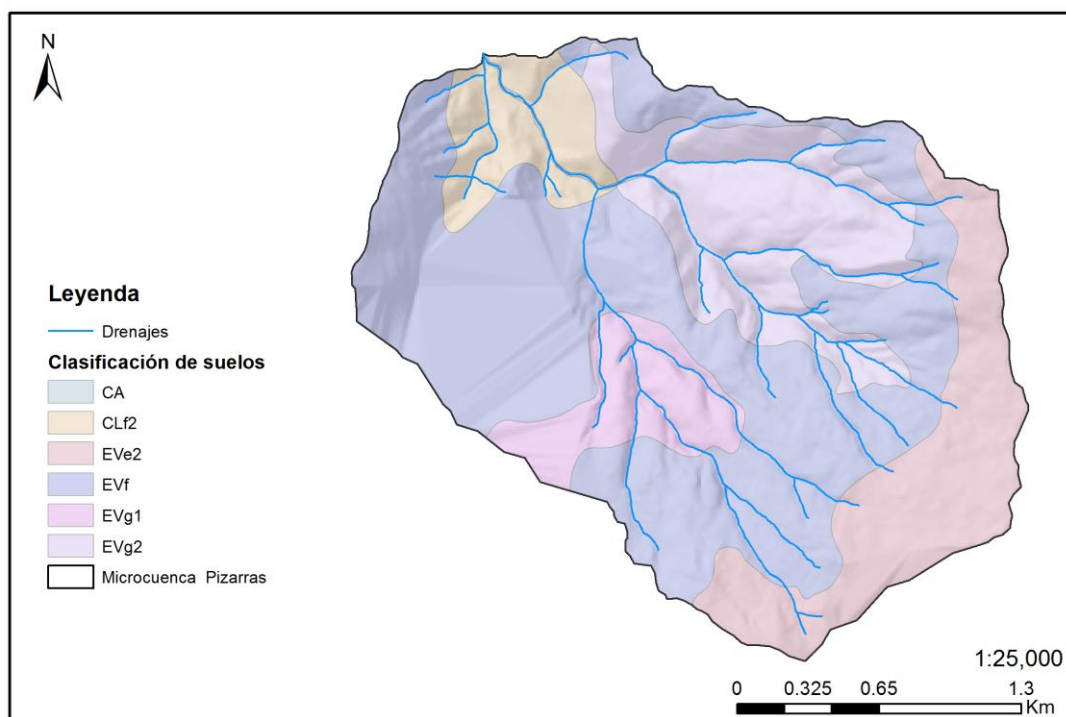 N
Leyenda
Drenajes
Clasificación de suelos
CA
CLf2
EVe2
EVf
EVg1
EVg2
Microcuenca Pizarras
1:25,000
0 0.325 0.65 1.3
Km